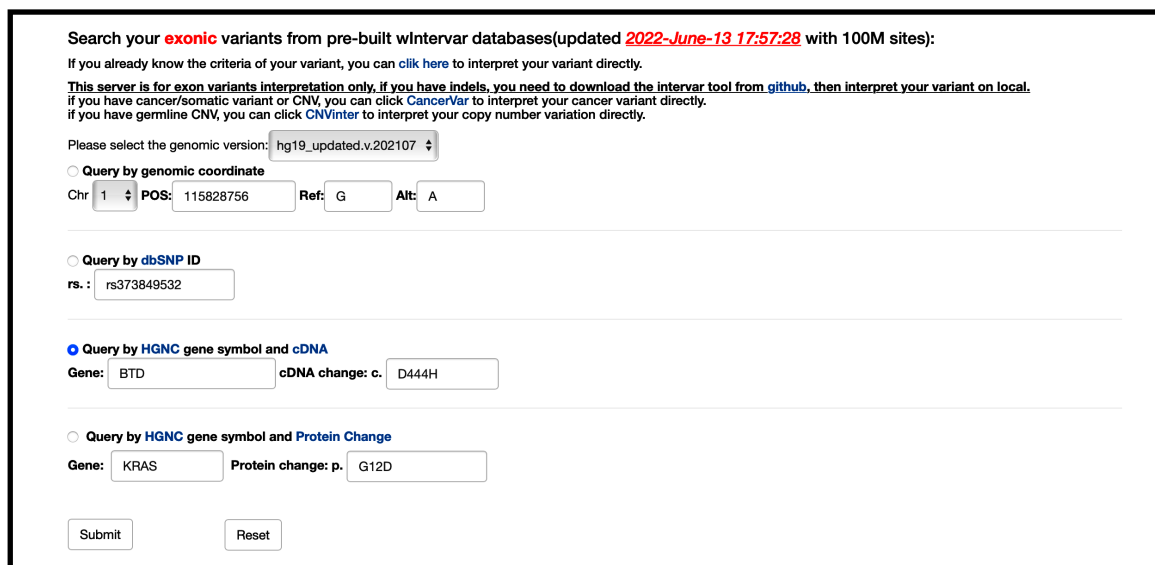 Search your exonic variants from pre-built wIntervar databases(updated 2022-June-13 17:57:28 with 100M sites):
If you already know the criteria of your variant, you can clik here to interpret your variant directly.
This server is for exon variants interpretation only, if you have indels, you need to download the intervar tool from github, then interpret your variant on local.
if you have cancer/somatic variant or CNV, you can click CancerVar to interpret your cancer variant directly.
if you have germline CNV, you can click CNVinter to interpret your copy number variation directly.
Please select the genomic version: hg19_updated.v.202107
Query by genomic coordinate
Chr 1 POS: 115828756 Ref: G Alt: A
Query by dbSNP ID
rs. : rs373849532
Query by HGNC gene symbol and cDNA
Gene: BTD cDNA change: c. D444H
Query by HGNC gene symbol and Protein Change
Gene: KRAS Protein change: p. G12D
Submit Reset